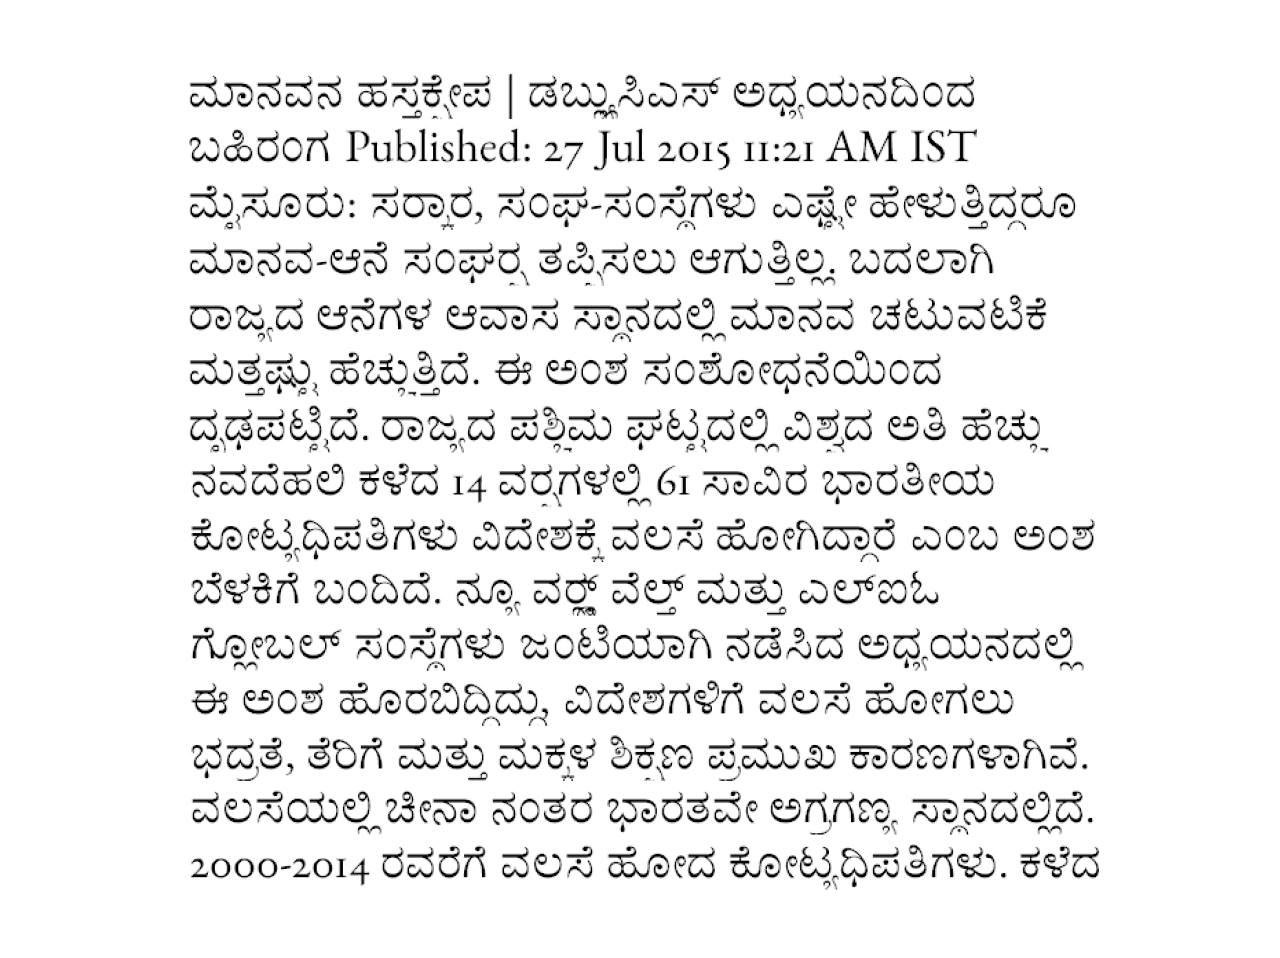 ಮಾನವನ ಹಸ್ತಕ್ಷೇಪ | ಡಬ್ಲ್ಯುಸಿಎಸ್ ಅಧ್ಯಯನದಿಂದ
ಬಹಿರಂಗ Published: 27 Jul 2015 11:21 AM IST
ಮೈಸೂರು: ಸರ್ಕಾರ, ಸಂಘ-ಸಂಸ್ಥೆಗಳು ಎಷ್ಟೇ ಹೇಳುತ್ತಿದ್ದರೂ
ಮಾನವ-ಆನೆ ಸಂಘರ್ಷ ತಪ್ಪಿಸಲು ಆಗುತ್ತಿಲ್ಲ. ಬದಲಾಗಿ
ರಾಜ್ಯದ ಆನೆಗಳ ಆವಾಸ ಸ್ಥಾನದಲ್ಲಿ ಮಾನವ ಚಟುವಟಿಕೆ
ಮತ್ತಷ್ಟು ಹೆಚ್ಚುತ್ತಿದೆ. ಈ ಅಂಶ ಸಂಶೋಧನೆಯಿಂದ
ದೃಢಪಟ್ಟಿದೆ. ರಾಜ್ಯದ ಪಶ್ಚಿಮ ಘಟ್ಟದಲ್ಲಿ ವಿಶ್ವದ ಅತಿ ಹೆಚ್ಚು
ನವದೆಹಲಿ ಕಳೆದ 14 ವರ್ಷಗಳಲ್ಲಿ 61 ಸಾವಿರ ಭಾರತೀಯ
ಕೋಟ್ಯಧಿಪತಿಗಳು ವಿದೇಶಕ್ಕೆ ವಲಸೆ ಹೋಗಿದ್ದಾರೆ ಎಂಬ ಅಂಶ
ಬೆಳಕಿಗೆ ಬಂದಿದೆ. ನ್ಯೂ ವರ್ಲ್ಡ್ ವೆಲ್ತ್ ಮತ್ತು ಎಲ್ಐಓ
ಗ್ಲೋಬಲ್ ಸಂಸ್ಥೆಗಳು ಜಂಟಿಯಾಗಿ ನಡೆಸಿದ ಅಧ್ಯಯನದಲ್ಲಿ
ಈ ಅಂಶ ಹೊರಬಿದ್ದಿದ್ದು, ವಿದೇಶಗಳಿಗೆ ವಲಸೆ ಹೋಗಲು
ಭದ್ರತೆ, ತೆರಿಗೆ ಮತ್ತು ಮಕ್ಕಳ ಶಿಕ್ಷಣ ಪ್ರಮುಖ ಕಾರಣಗಳಾಗಿವೆ.
ವಲಸೆಯಲ್ಲಿ ಚೀನಾ ನಂತರ ಭಾರತವೇ ಅಗ್ರಗಣ್ಯ ಸ್ಥಾನದಲ್ಲಿದೆ.
2000-2014 ರವರೆಗೆ ವಲಸೆ ಹೋದ ಕೋಟ್ಯಧಿಪತಿಗಳು. ಕಳೆದ